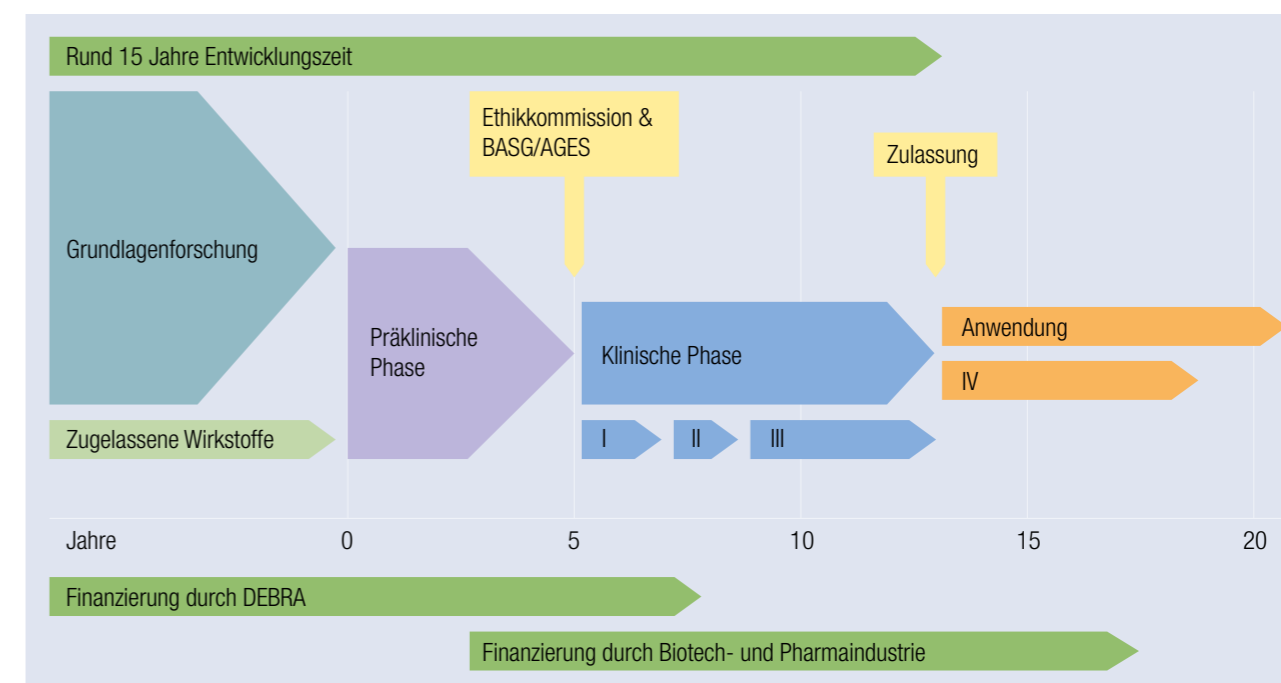 Rund 15 Jahre Entwicklungszeit
Ethikkommission &
BASG/AGES
Zulassung
Grundlagenforschung
Präklinische
Phase
Klinische Phase
Anwendung
IV
Zugelassene Wirkstoffe
I
II
III
Jahre
0
5
10
15
20
Finanzierung durch DEBRA
Finanzierung durch Biotech- und Pharmaindustrie